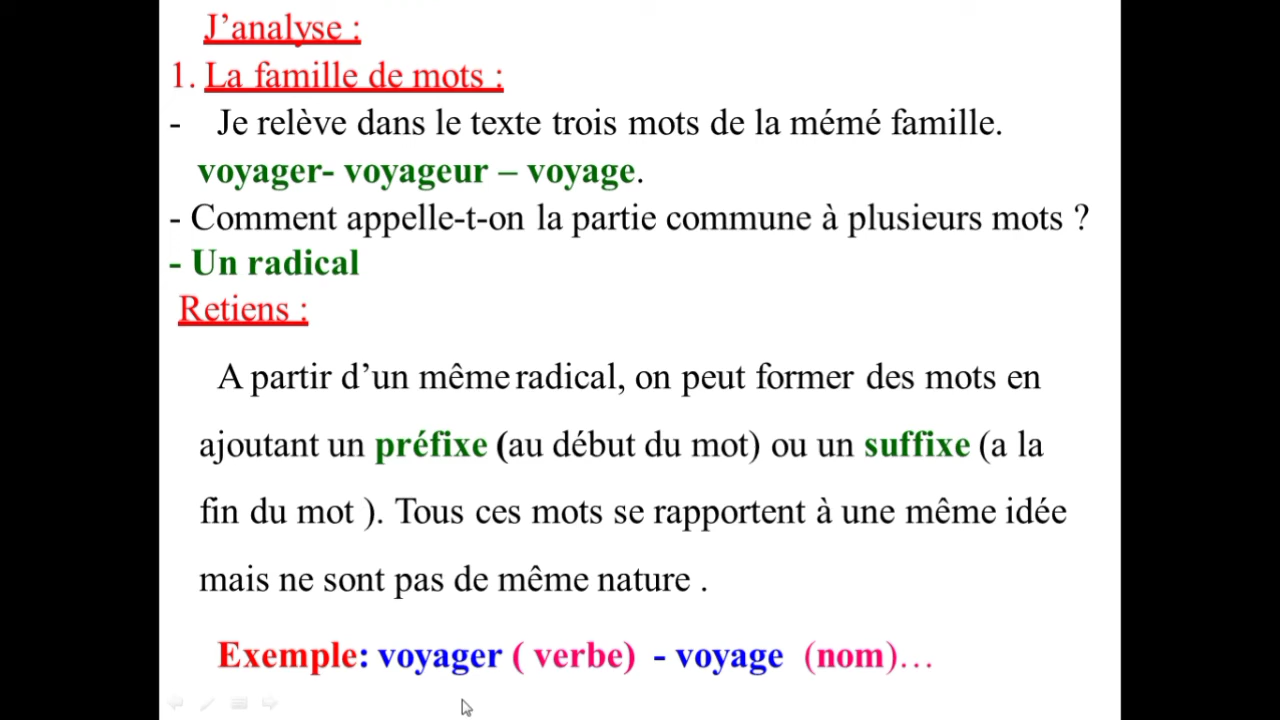 J’analyse :
1. La famille de mots :
- Je relève dans le texte trois mots de la mémé famille.
voyager- voyageur – voyage.
- Comment appelle-t-on la partie commune à plusieurs mots ?
- Un radical
Retiens :
A partir d’un même radical, on peut former des mots en
ajoutant un préfixe (au début du mot) ou un suffixe (a la
fin du mot ). Tous ces mots se rapportent à une même idée
mais ne sont pas de même nature .
Exemple: voyager ( verbe) - voyage (nom)…